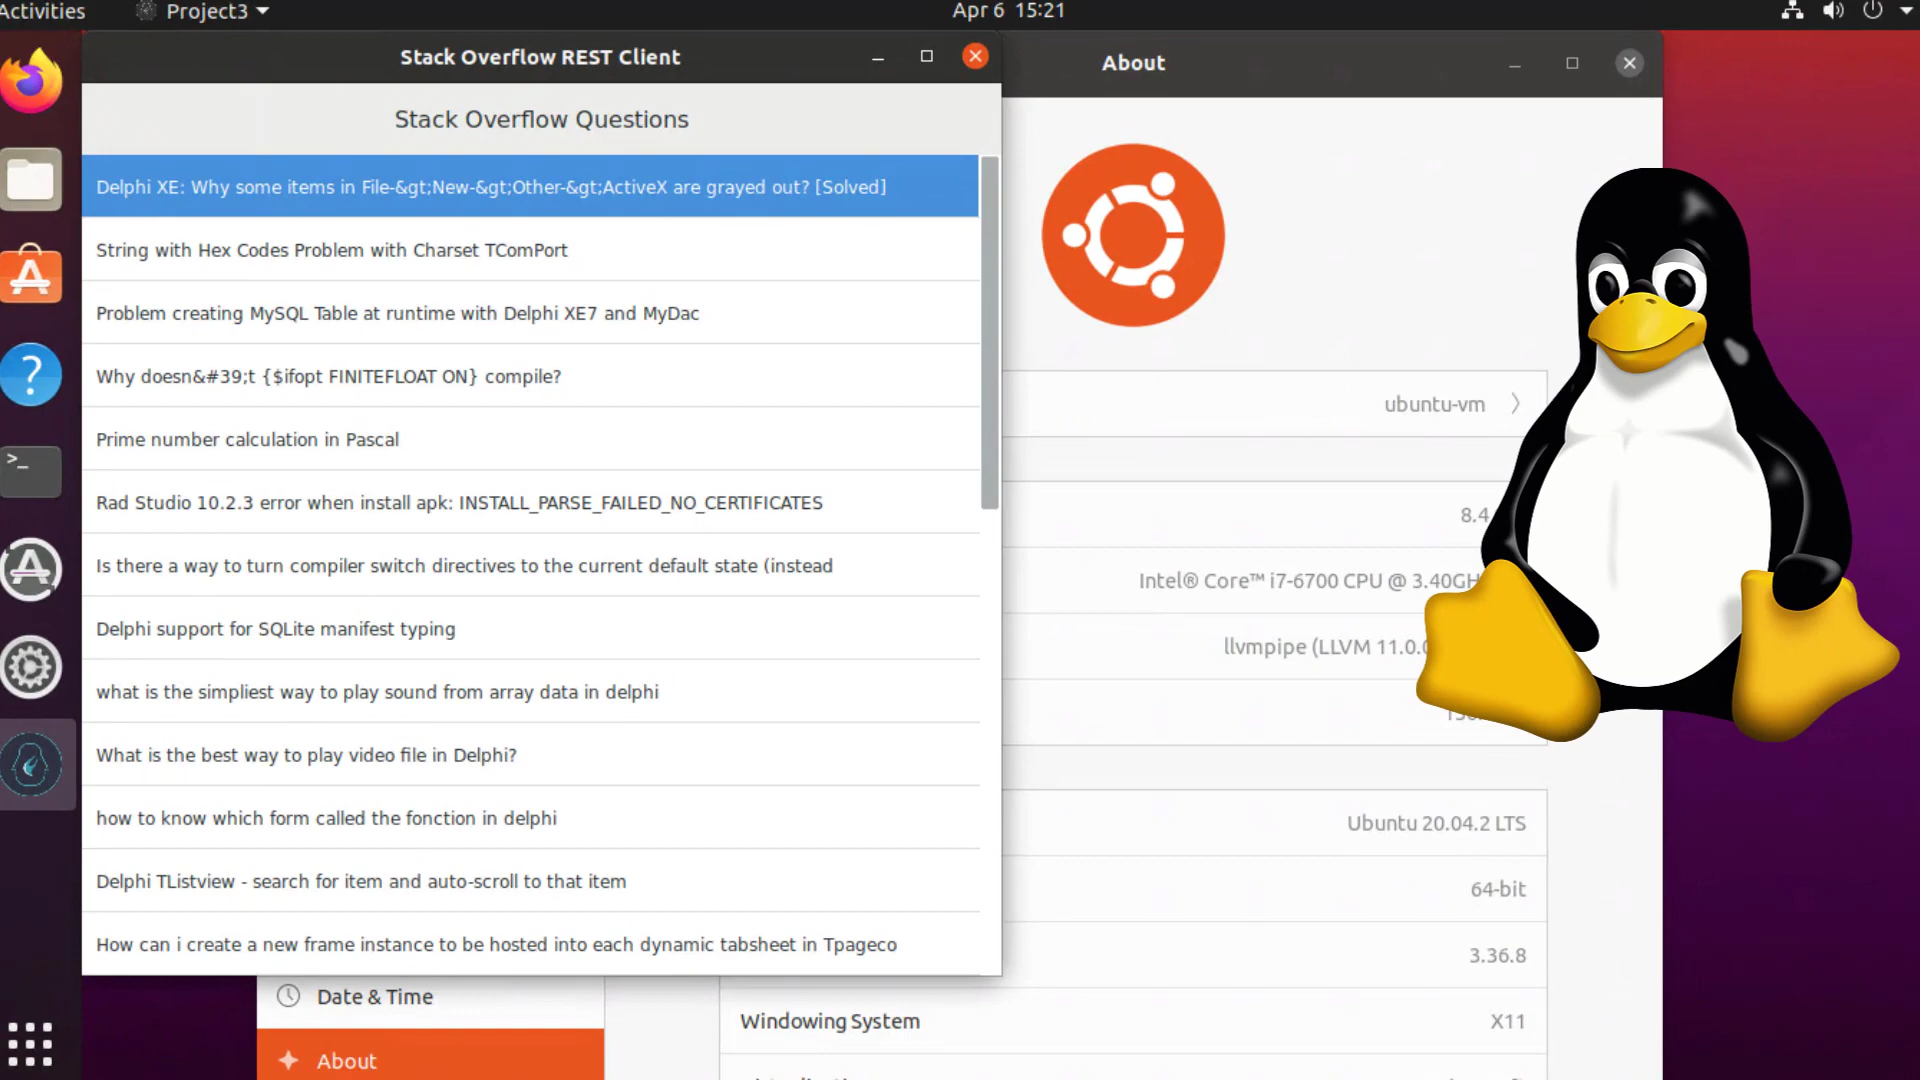 Activities
Project3
Apr 6 15:21
Stack Overflow REST Client
Stack Overflow Questions
Delphi XE: Why some items in File-&gt;New-&gt;Other-&gt;ActiveX are grayed out? [Solved]
String with Hex Codes Problem with Charset TComPort
Problem creating MySQL Table at runtime with Delphi XE7 and MyDac
Why doesn&#39;t {$ifopt FINITEFLOAT ON} compile?
Prime number calculation in Pascal
Rad Studio 10.2.3 error when install apk: INSTALL_PARSE_FAILED_NO_CERTIFICATES
Is there a way to turn compiler switch directives to the current default state (instead
Delphi support for SQLite manifest typing
what is the simpliest way to play sound from array data in delphi
What is the best way to play video file in Delphi?
how to know which form called the fonction in delphi
Delphi TListview - search for item and auto-scroll to that item
How can i create a new frame instance to be hosted into each dynamic tabsheet in Tpageco
About
ubuntu-vm
8.4
Intel® Core™ i7-6700 CPU @ 3.40GH
llvmpipe (LLVM 11.0.0
Ubuntu 20.04.2 LTS
64-bit
3.36.8
Windowing System
X11
Date & Time
About